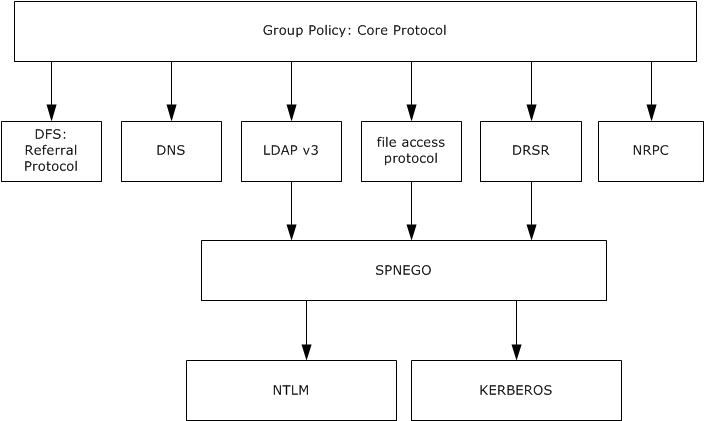 Group Policy: Core Protocol
DFS:
Referral
Protocol
DNS
LDAP v3
file access
protocol
DRSR
NRPC
SPNEGO
NTLM
KERBEROS